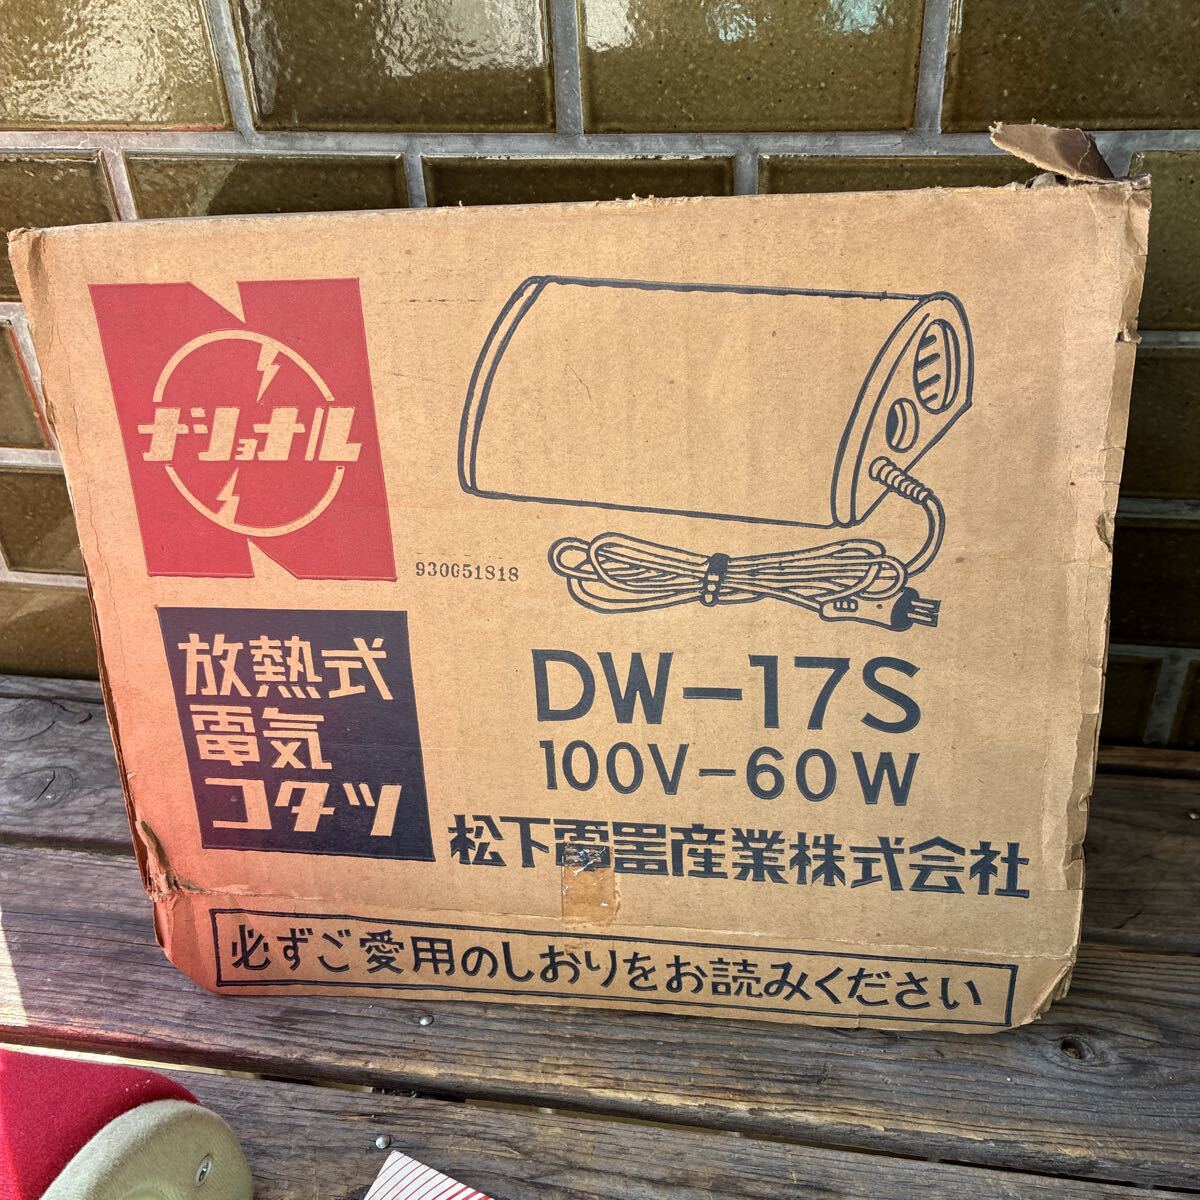 ナショナル
930651818
放熱式
電気
コタツ
DW-17S
100V-60W
松下電器産業株式会社
必ずご愛用のしおりをお読みください